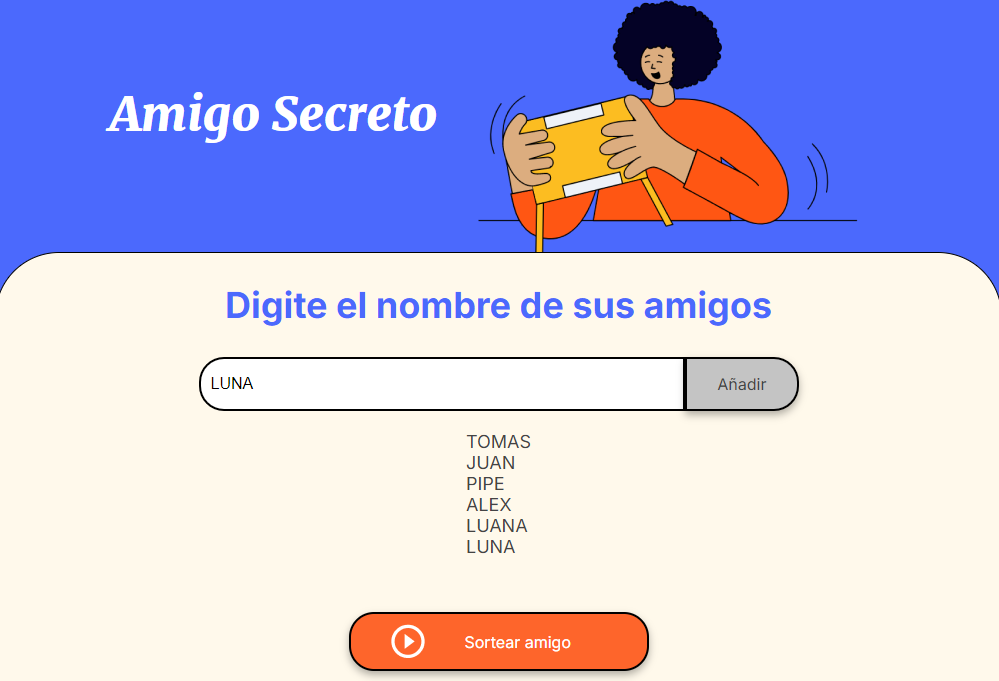 Amigo Secreto
Digite el nombre de sus amigos
LUNA
Añadir
TOMAS
JUAN
PIPE
ALEX
LUANA
LUNA
Sortear amigo